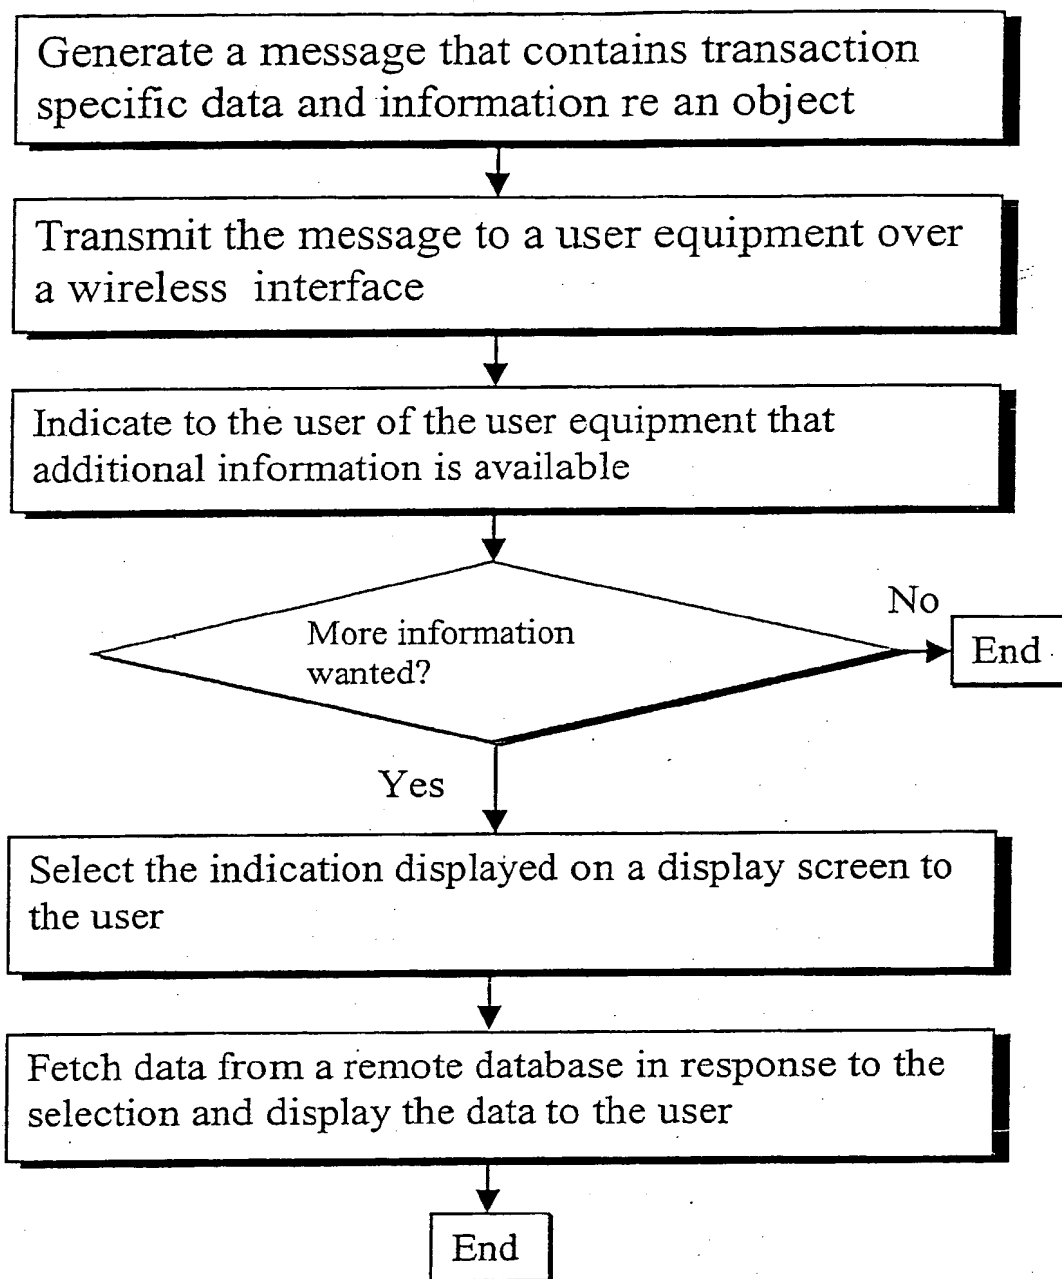 Generate a message that contains transaction
specific data and information re an object
Transmit the message to a user equipment over
a wireless interface
Indicate to the user of the user equipment that
additional information is available
More information
wanted?
No
End
Yes
Select the indication displayed on a display screen to
the user
Fetch data from a remote database in response to the
selection and display the data to the user
End